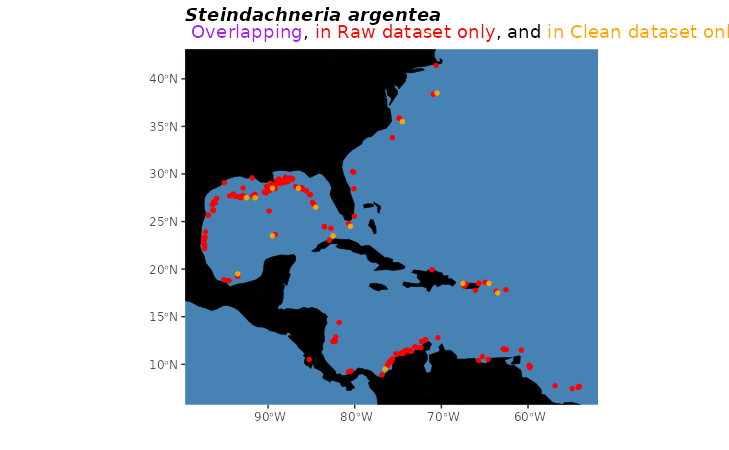 Steindachneria argentea
Overlapping, in Raw dataset only, and in Clean dataset onl
40°N
35°N
30°N
25°N
20°N
15°N
10°N
90°W 80°W 70°W 60°W